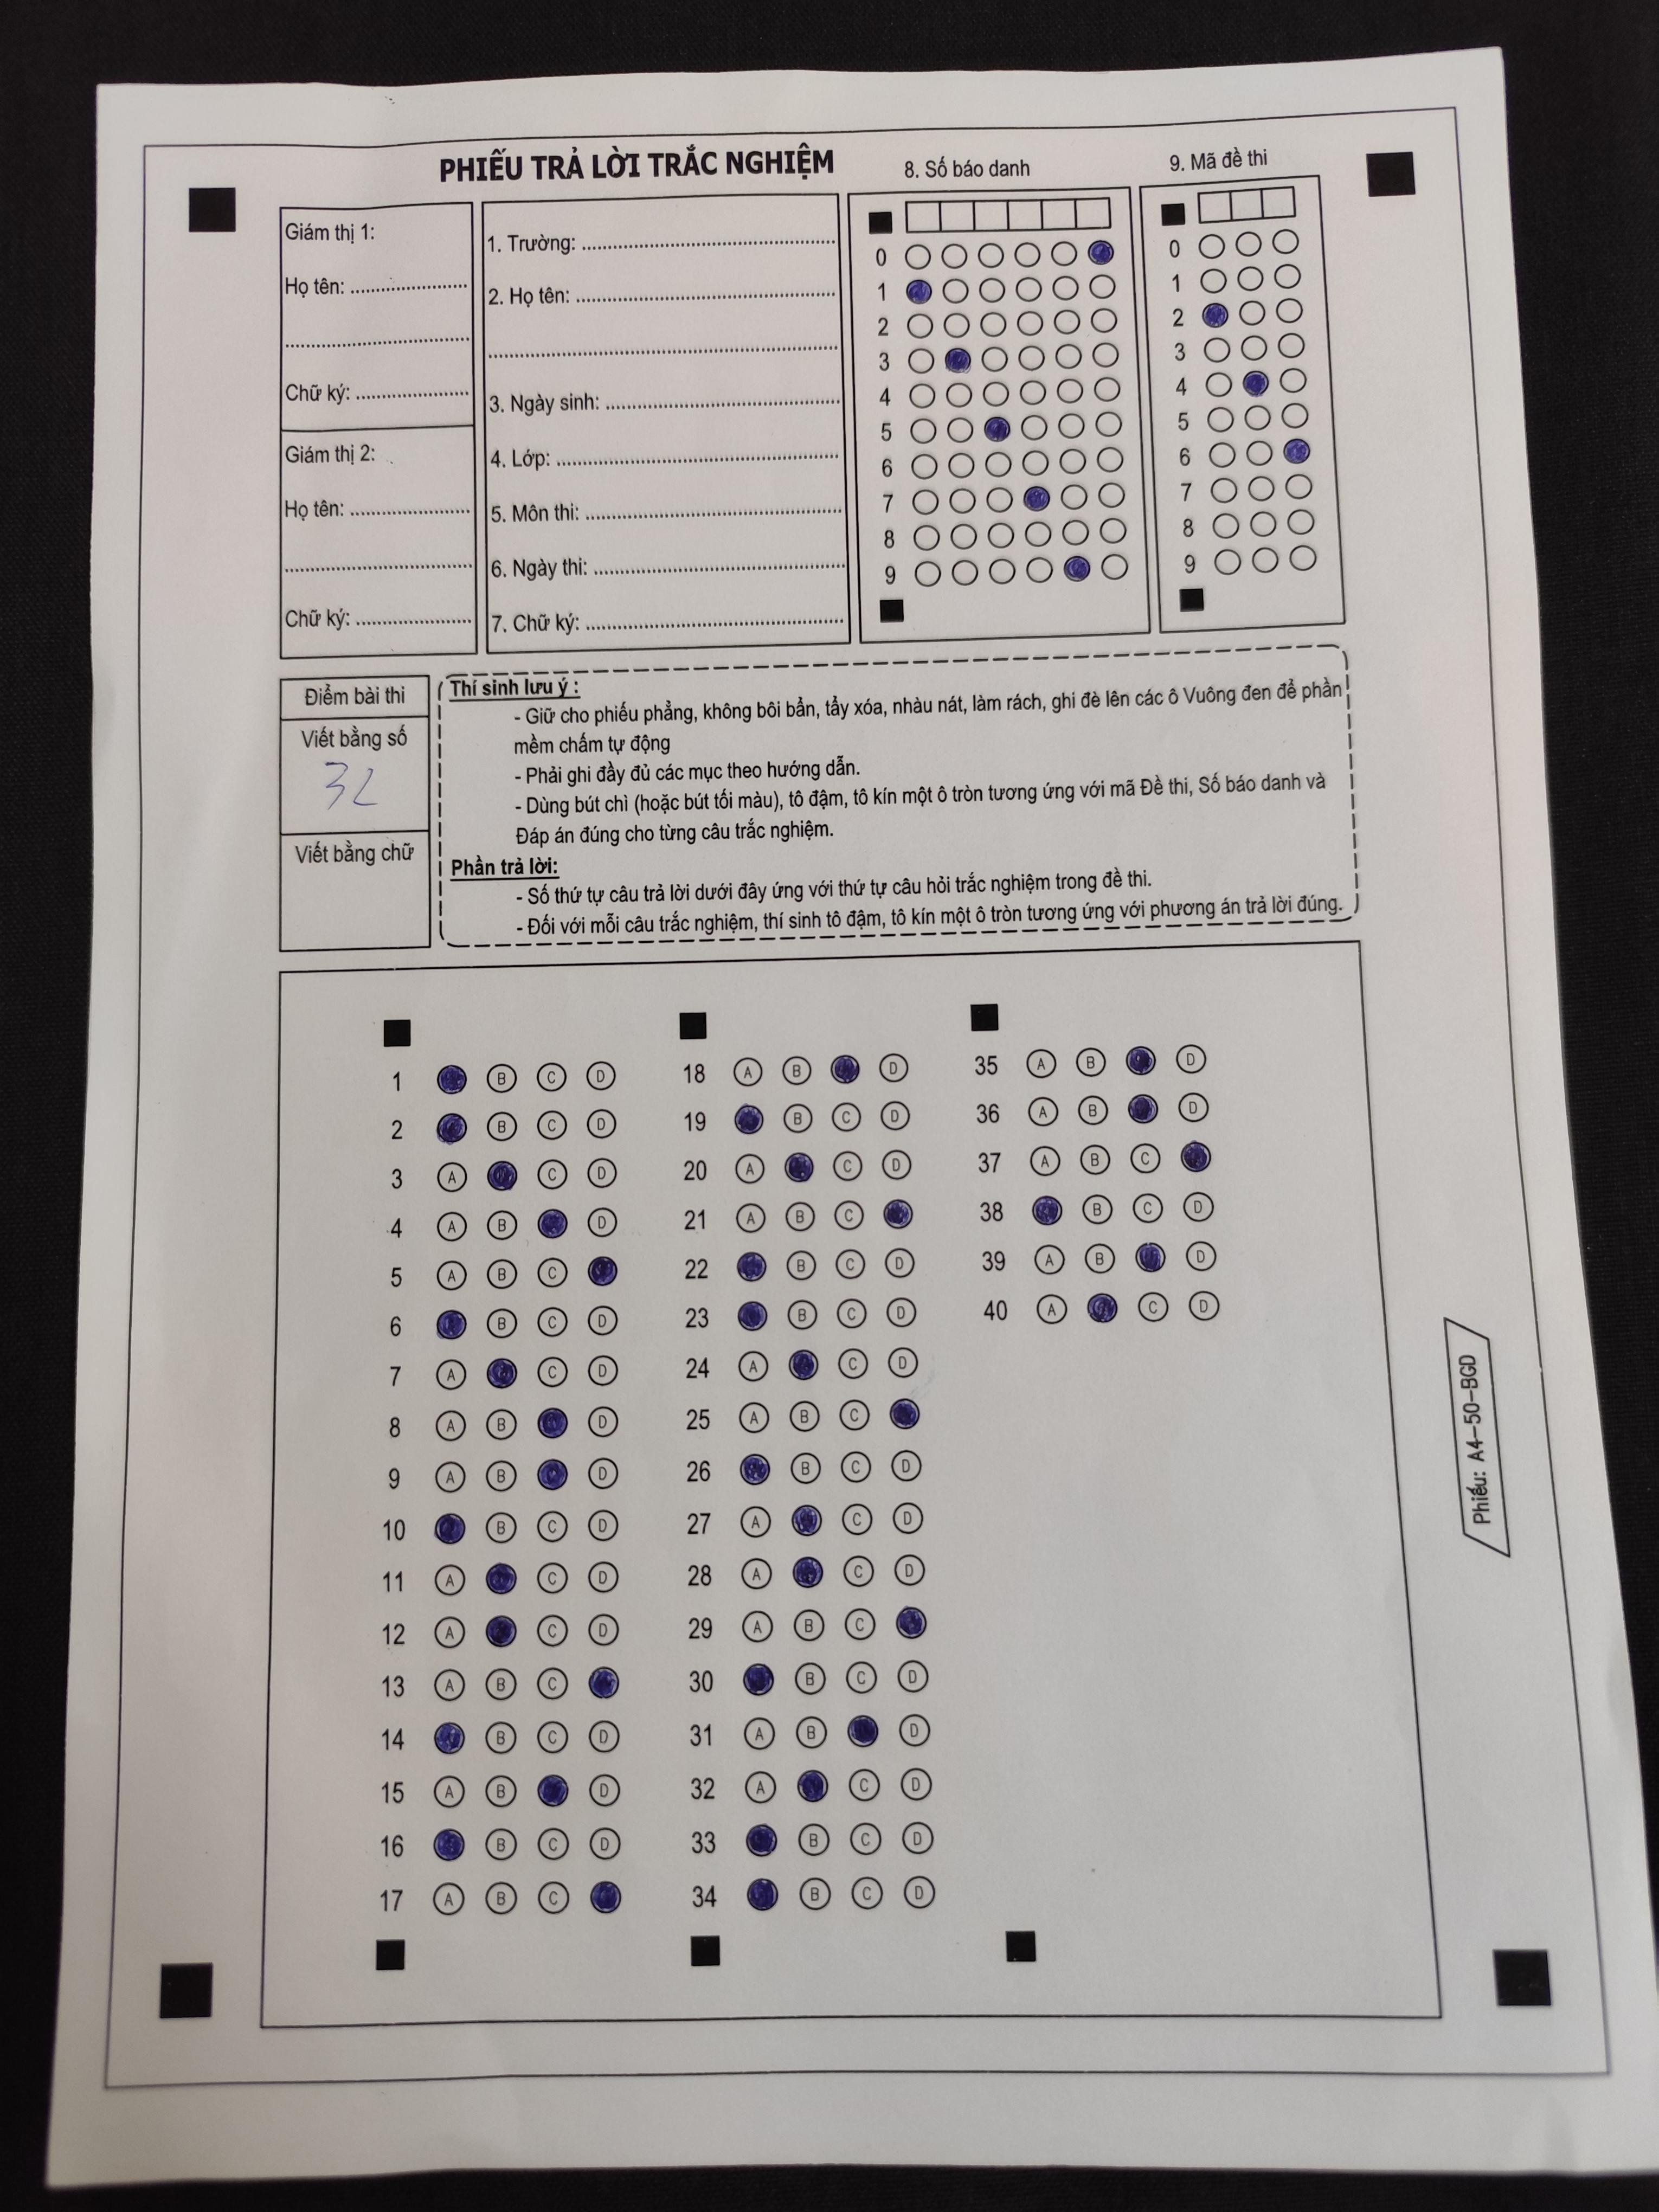 PHIẾU TRẢ LỜI TRẮC NGHIỆM
Giám thị 1:
Họ tên: ........................
................................
Chữ ký: ........................
Giám thị 2:
Họ tên: ........................
................................
Chữ ký: ........................
1. Trường: ........................
2. Họ tên: ........................
................................
3. Ngày sinh: ........................
4. Lớp: ........................
5. Môn thi: ........................
6. Ngày thi: ........................
7. Chữ ký: ........................
8. Số báo danh
0
1
2
3
4
5
6
7
8
9
9. Mã đề thi
0
1
2
3
4
5
6
7
8
9
Điểm bài thi
Viết bằng số
Viết bằng chữ
Thí sinh lưu ý :
- Giữ cho phiếu phẳng, không bôi bẩn, tẩy xóa, nhàu nát, làm rách, ghi đè lên các ô Vuông đen để phần
mềm chấm tự động
- Phải ghi đầy đủ các mục theo hướng dẫn.
- Dùng bút chì (hoặc bút tối màu), tô đậm, tô kín một ô tròn tương ứng với mã Đề thi, Số báo danh và
Đáp án đúng cho từng câu trắc nghiệm.
Phần trả lời:
- Số thứ tự câu trả lời dưới đây ứng với thứ tự câu hỏi trắc nghiệm trong đề thi.
- Đối với mỗi câu trắc nghiệm, thí sinh tô đậm, tô kín một ô tròn tương ứng với phương án trả lời đúng.
1 B C D
2 B C D
3 A C D
4 A B D
5 A B C
6 B C D
7 A C D
8 A B D
9 A B D
10 B C D
11 A C D
12 A C D
13 A B C
14 B C D
15 A B D
16 B C D
17 A B C
18 A B D
19 B C D
20 A C D
21 A B C
22 B C D
23 B C D
24 A C D
25 A B C
26 B C D
27 A C D
28 A C D
29 A B C
30 B C D
31 A B D
32 A C D
33 B C D
34 B C D
35 A B D
36 A B D
37 A B C
38 B C D
39 A B D
40 A C D
Phiếu: A4-50-BGD